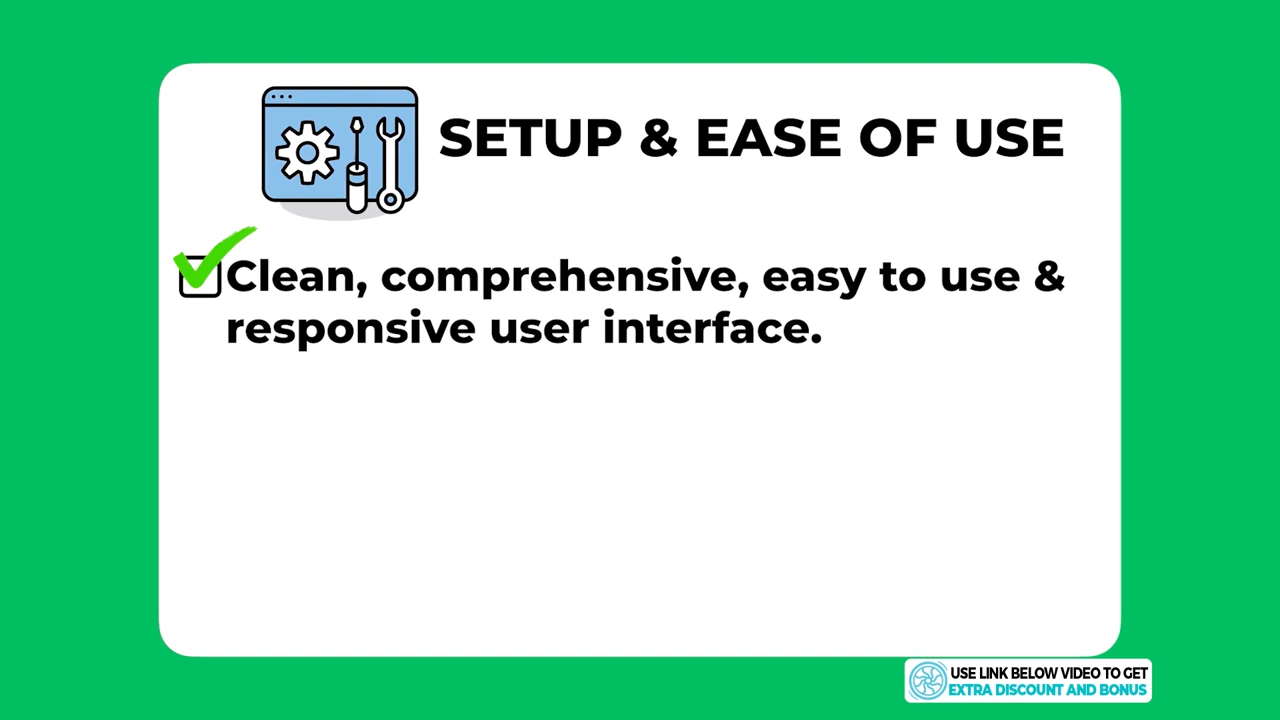 SETUP & EASE OF USE
Clean, comprehensive, easy to use &
responsive user interface.
USE LINK BELOW VIDEO TO GET
EXTRA DISCOUNT AND BONUS